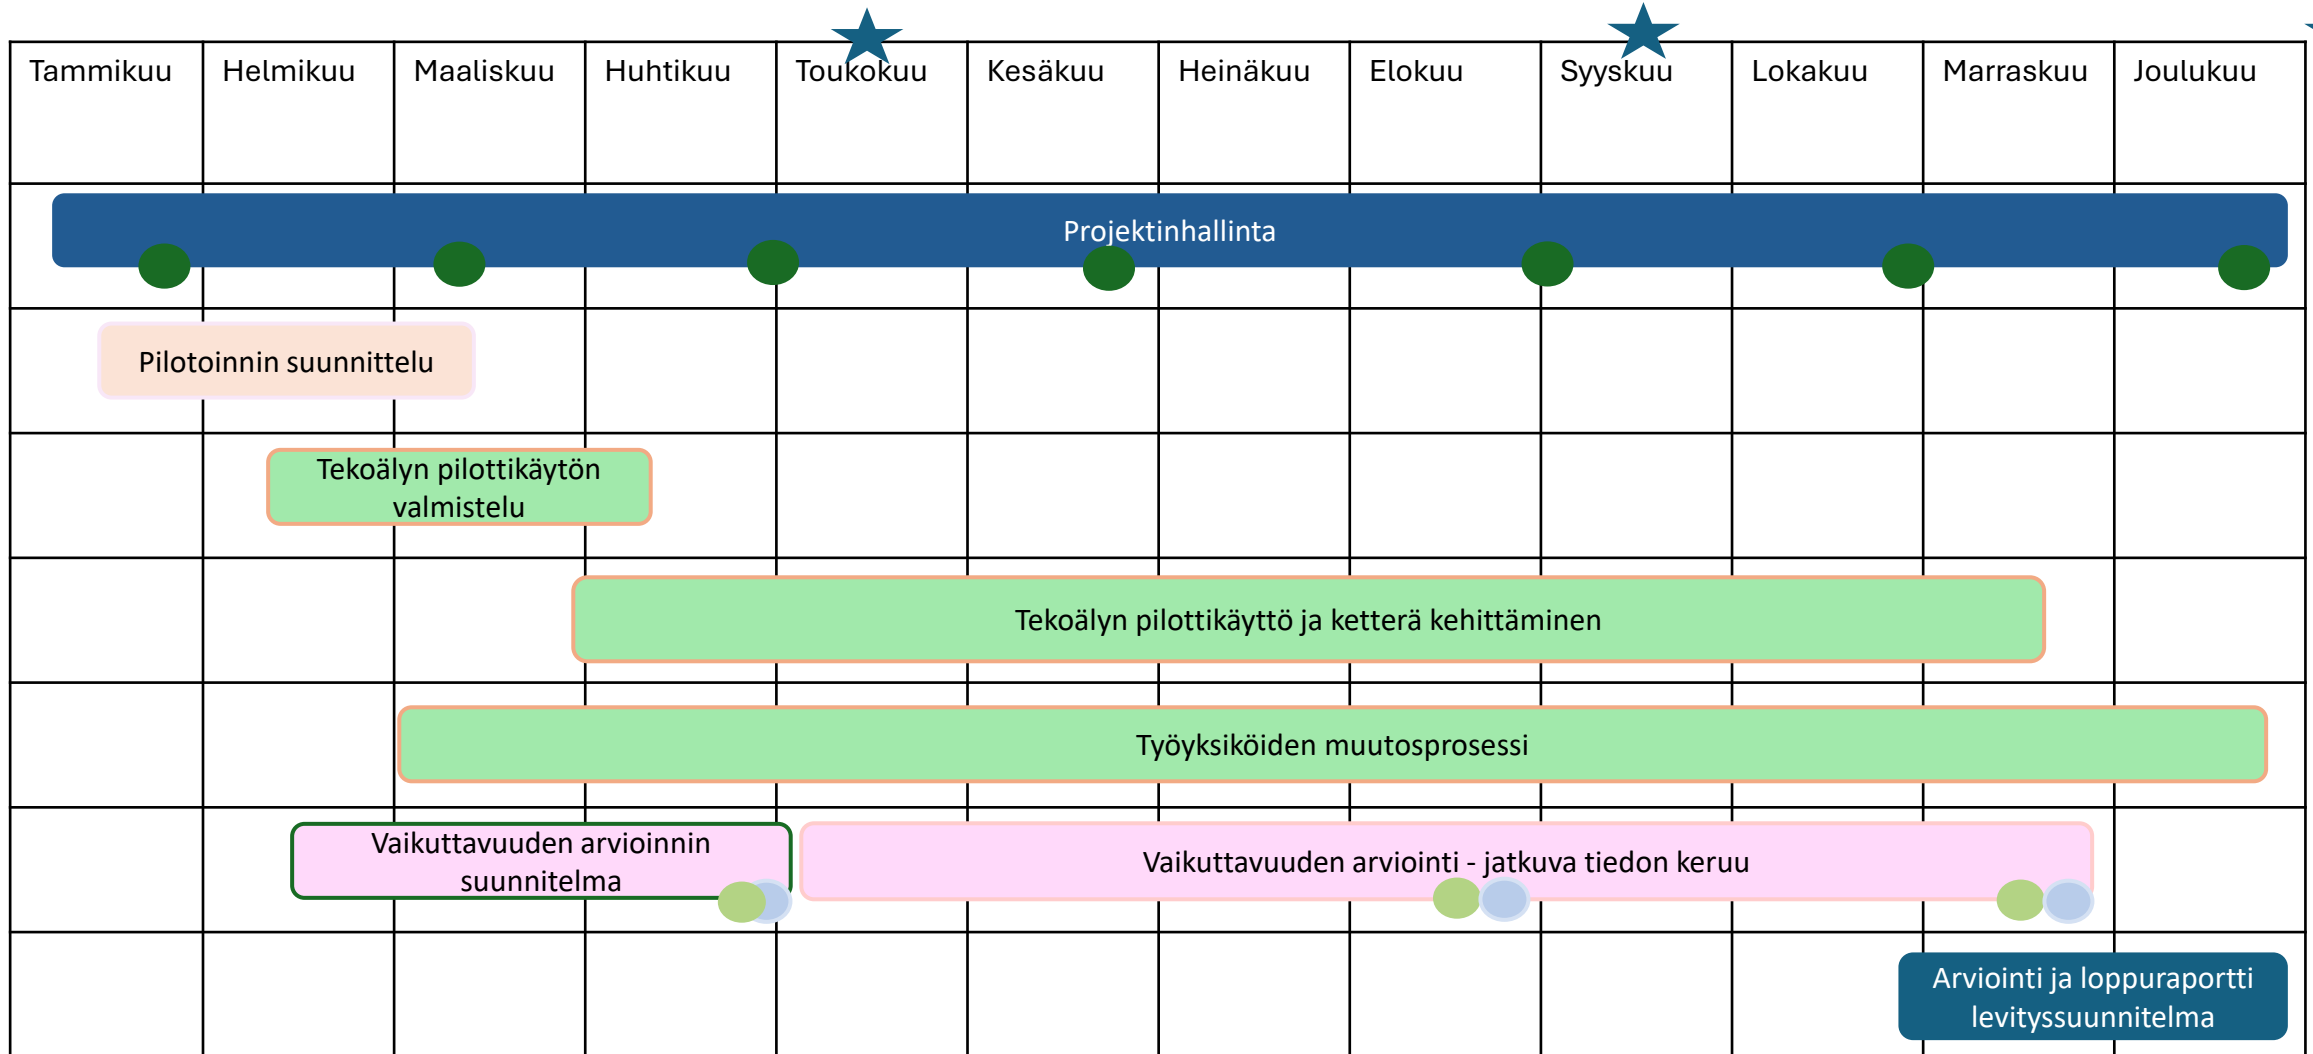 Tammikuu
Helmikuu
Maaliskuu
Huhtikuu
Toukokuu
Kesäkuu
Heinäkuu
Elokuu
Syyskuu
Lokakuu
Marraskuu
Joulukuu
Projektinhallinta
Pilotoinnin suunnittelu
Tekoälyn pilottikäytön
valmistelu
Tekoälyn pilottikäyttö ja ketterä kehittäminen
Työyksiköiden muutosprosessi
Vaikuttavuuden arvioinnin
suunnitelma
Vaikuttavuuden arviointi - jatkuva tiedon keruu
Arviointi ja loppuraportti
levityssuunnitelma